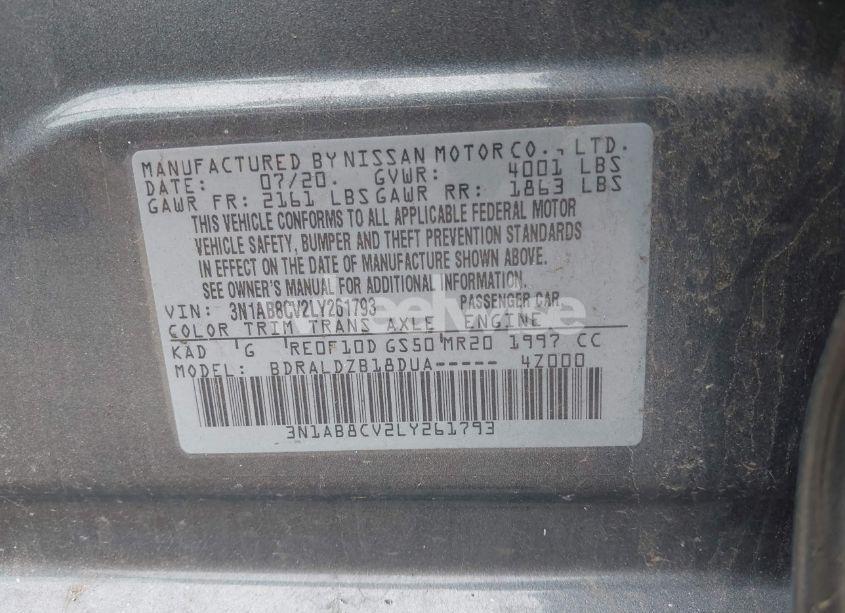 MANUFACTURED BY NISSAN MOTOR CO., LTD.
DATE: 07/20. GVWR: 4001 LBS
GAWR FR: 2161 LBS GAWR RR: 1863 LBS
THIS VEHICLE CONFORMS TO ALL APPLICABLE FEDERAL MOTOR
VEHICLE SAFETY, BUMPER AND THEFT PREVENTION STANDARDS
IN EFFECT ON THE DATE OF MANUFACTURE SHOWN ABOVE.
SEE OWNER'S MANUAL FOR ADDITIONAL INFORMATION.
VIN: 3N1AB8CV2LY261793 PASSENGER CAR
COLOR TRIM TRANS AXLE ENGINE
KAD G RE0F10D GS50 MR20 1997 CC
MODEL: BDRALDZB18DUA----- 4Z000
3N1AB8CV2LY261793